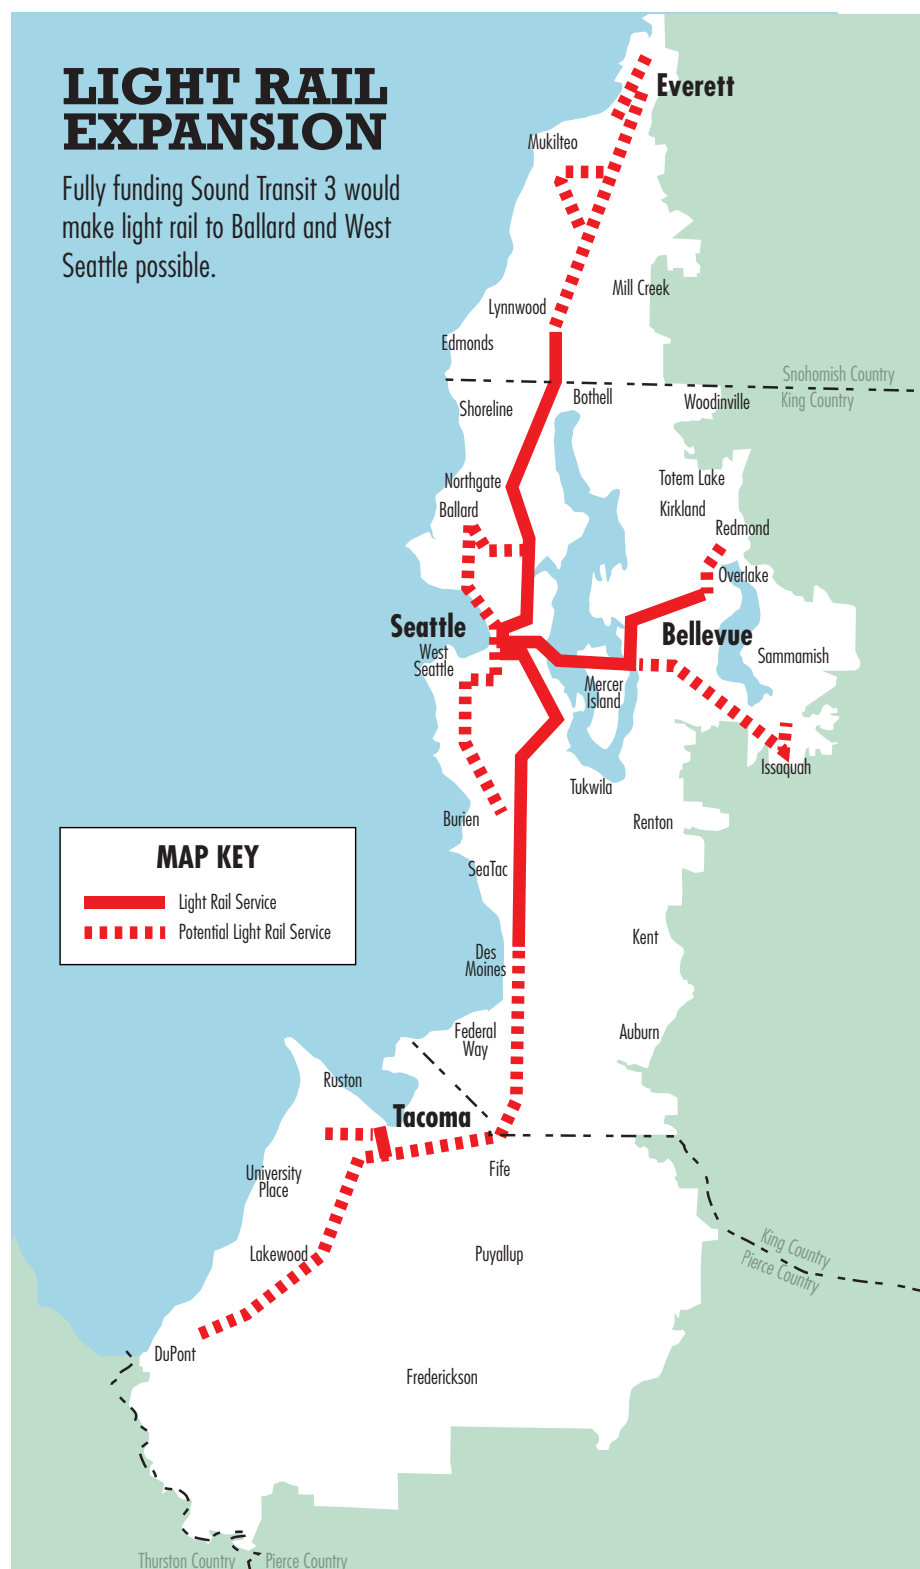 LIGHT RAIL
EXPANSION
Fully funding Sound Transit 3 would
make light rail to Ballard and West
Seattle possible.
Everett
Mukilteo
Mill Creek
Lynnwood
Edmonds
Snohomish Country
King Country
Bothell
Woodinville
Shoreline
Totem Lake
Northgate
Kirkland
Ballard
Redmond
Overlake
Seattle
Bellevue
West
Seattle
Sammamish
Mercer
Island
Issaquah
Tukwila
Burien
Renton
MAP KEY
Light Rail Service
Potential Light Rail Service
SeaTac
Kent
Des
Moines
Federal
Way
Auburn
Ruston
Tacoma
Fife
University
Place
King Country
Pierce Country
Lakewood
Puyallup
DuPont
Frederickson
Thurston Country
Pierce Country